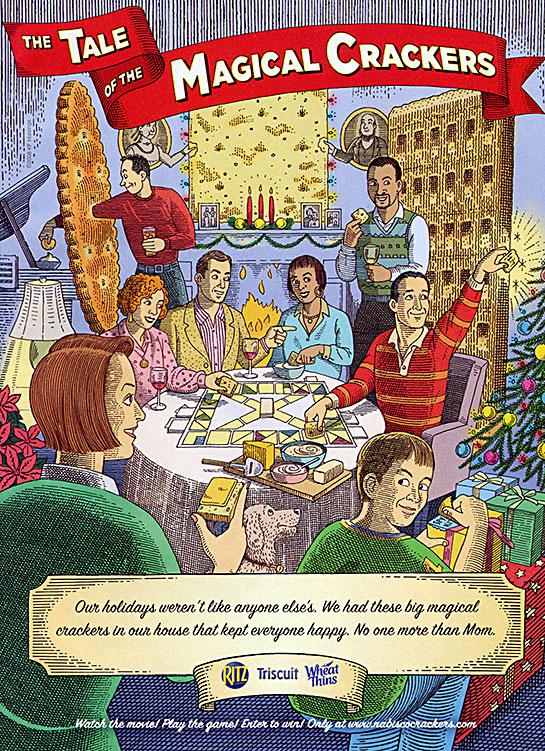 THE TALE
OF THE MAGICAL CRACKERS
Our holidays weren't like anyone else's. We had these big magical
crackers in our house that kept everyone happy. No one more than Mom.
RITZ Triscuit Wheat Thins
Watch the movie! Play the game! Enter to win! Only at www.nabiscocrackers.com